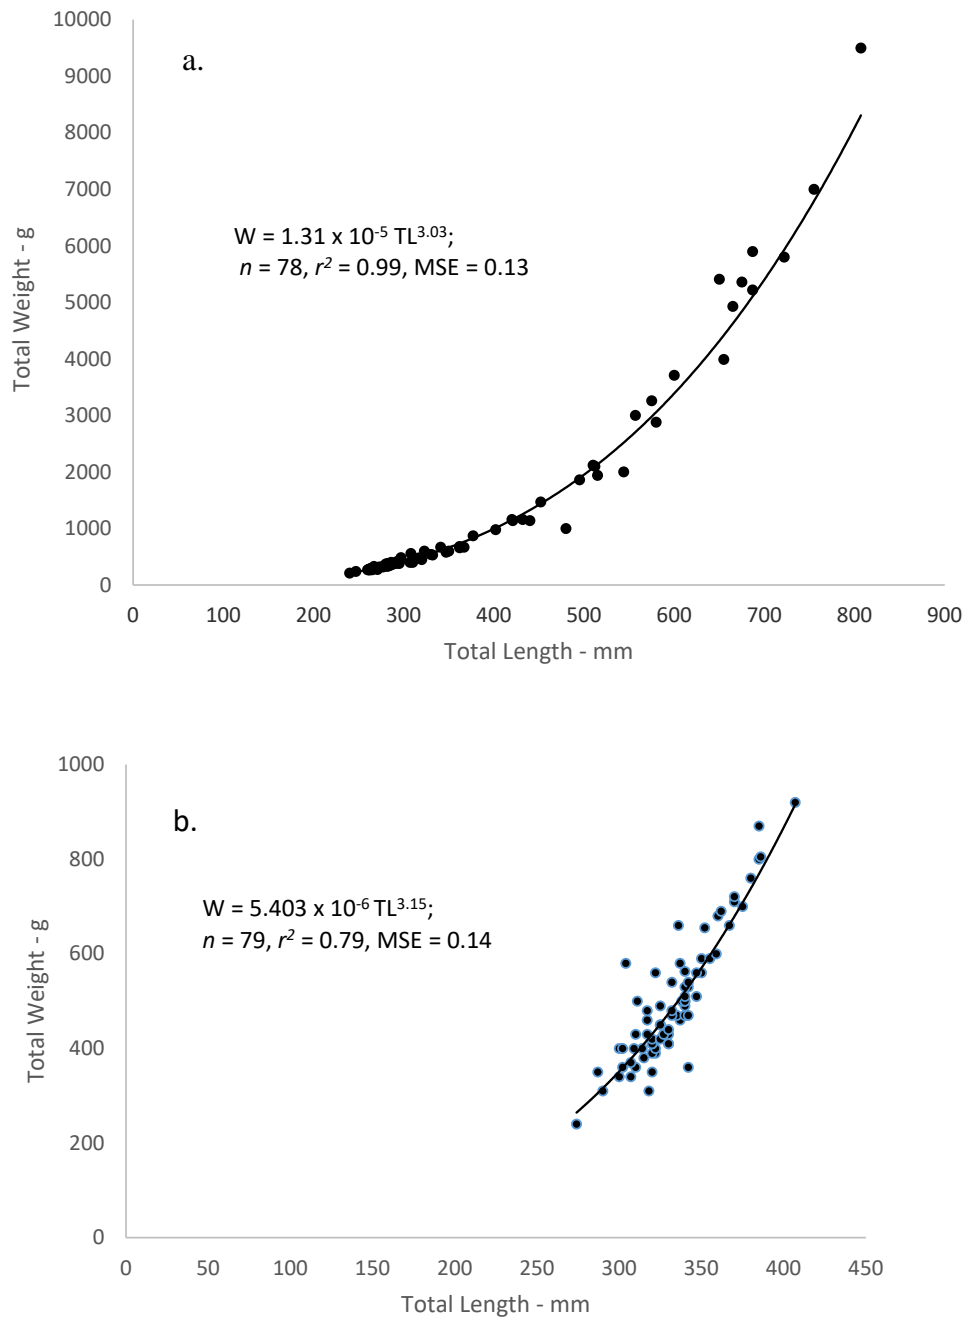 10000
a.
9000
8000
7000
W = 1.31 x 10⁻⁵ TL³·⁰³;
n = 78, r² = 0.99, MSE = 0.13
6000
5000
4000
3000
2000
1000
0
Total Weight - g
0 100 200 300 400 500 600 700 800 900
Total Length - mm
1000
b.
800
W = 5.403 x 10⁻⁶ TL³·¹⁵;
n = 79, r² = 0.79, MSE = 0.14
600
400
200
0
Total Weight - g
0 50 100 150 200 250 300 350 400 450
Total Length - mm